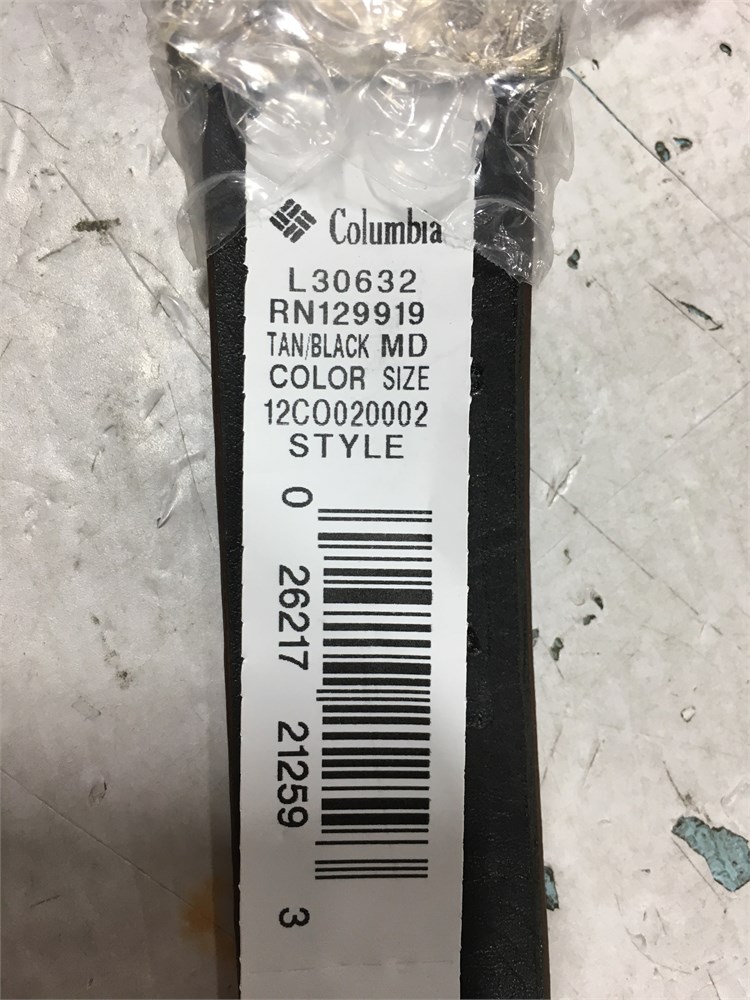 Columbia
L30632
RN129919
TAN/BLACK MD
COLOR SIZE
12CO020002
STYLE
0 26217 21259 3